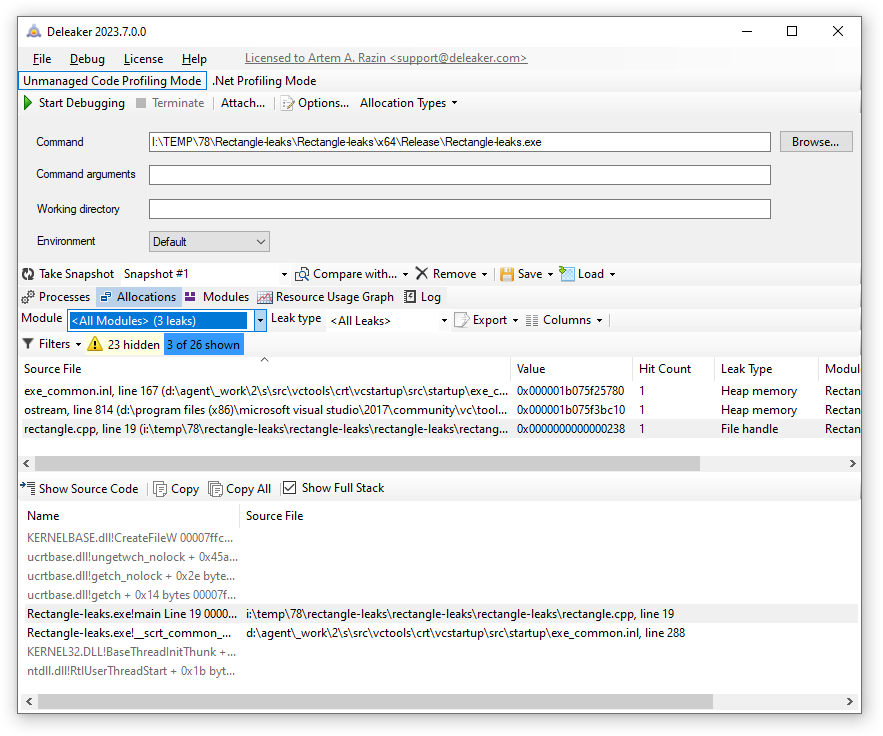 Deleaker 2023.7.0.0
File Debug License Help Licensed to Artem A. Razin <support@deleaker.com>
Unmanaged Code Profiling Mode .Net Profiling Mode
Start Debugging Terminate Attach... Options... Allocation Types
Command I:\TEMP\78\Rectangle-leaks\Rectangle-leaks\x64\Release\Rectangle-leaks.exe Browse...
Command arguments
Working directory
Environment Default
Take Snapshot Snapshot #1 Compare with... Remove Save Load
Processes Allocations Modules Resource Usage Graph Log
Module <All Modules> (3 leaks) Leak type <All Leaks> Export Columns
Filters 23 hidden 3 of 26 shown
Source File Value Hit Count Leak Type Modul
exe_common.inl, line 167 (d:\agent\_work\2\s\src\vctools\crt\vcstartup\src\startup\exe_c... 0x000001b075f25780 1 Heap memory Rectan
ostream, line 814 (d:\program files (x86)\microsoft visual studio\2017\community\vc\tool... 0x000001b075f3bc10 1 Heap memory Rectan
rectangle.cpp, line 19 (i:\temp\78\rectangle-leaks\rectangle-leaks\rectangle-leaks\rectang... 0x0000000000000238 1 File handle Rectan
Show Source Code Copy Copy All Show Full Stack
Name Source File
KERNELBASE.dll!CreateFileW 00007ffc...
ucrtbase.dll!ungetwch_nolock + 0x45a...
ucrtbase.dll!getch_nolock + 0x2e byte...
ucrtbase.dll!getch + 0x14 bytes 00007f...
Rectangle-leaks.exe!main Line 19 0000... i:\temp\78\rectangle-leaks\rectangle-leaks\rectangle-leaks\rectangle.cpp, line 19
Rectangle-leaks.exe!__scrt_common_... d:\agent\_work\2\s\src\vctools\crt\vcstartup\src\startup\exe_common.inl, line 288
KERNEL32.DLL!BaseThreadInitThunk +...
ntdll.dll!RtlUserThreadStart + 0x1b byt...